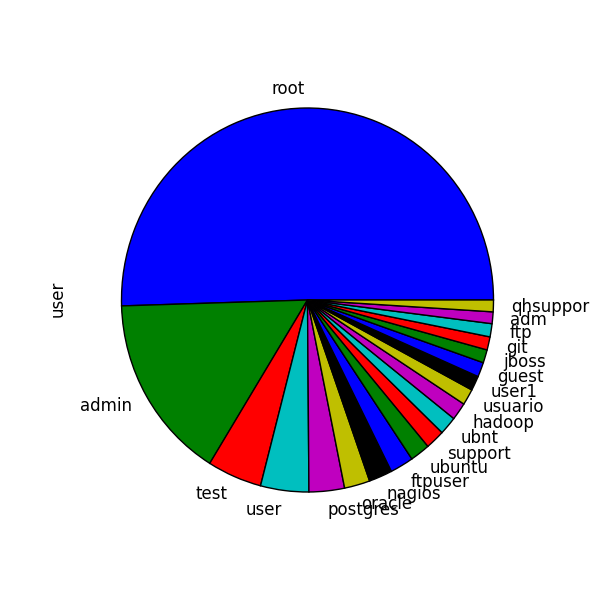 root
user
admin
test
user
postgres
oracle
nagios
ftpuser
ubuntu
support
ubnt
hadoop
usuario
user1
guest
jboss
git
ftp
adm
qhsuppor